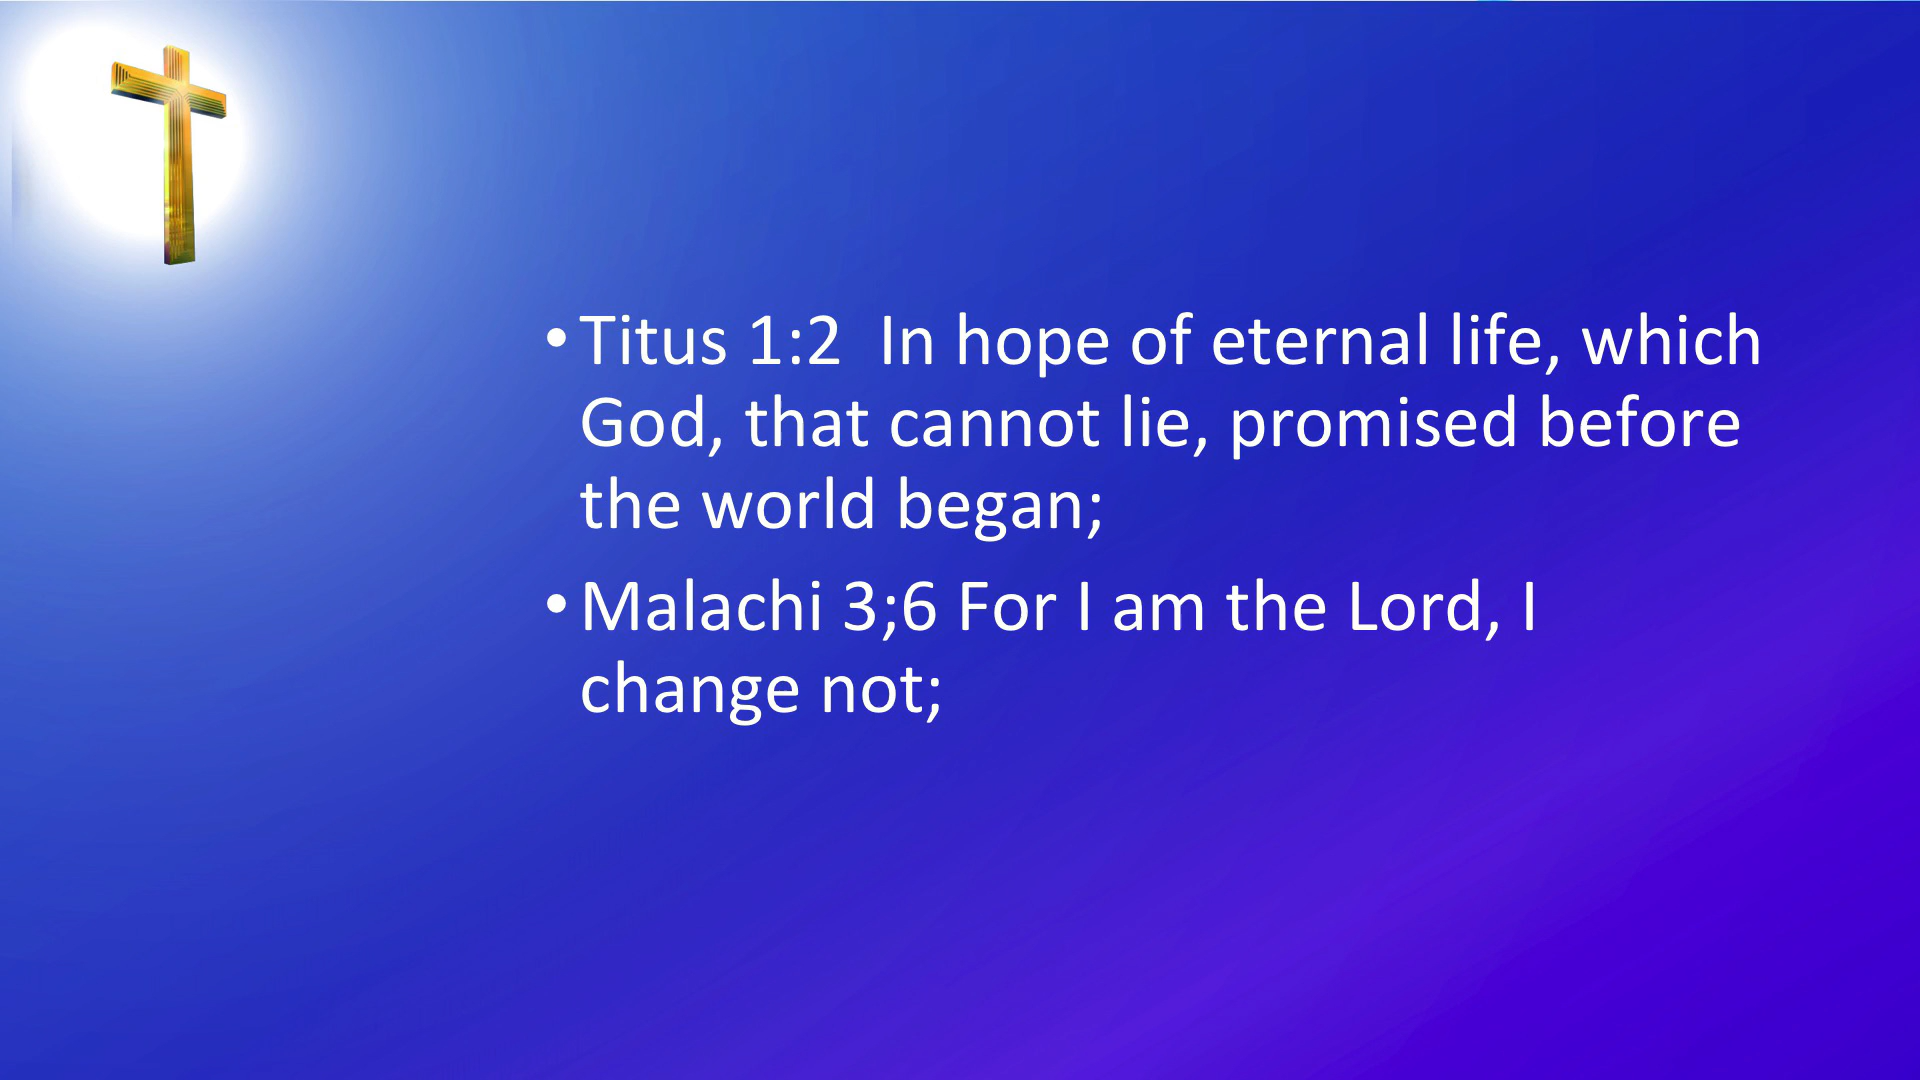 • Titus 1:2  In hope of eternal life, which
God, that cannot lie, promised before
the world began;
• Malachi 3;6 For I am the Lord, I
change not;